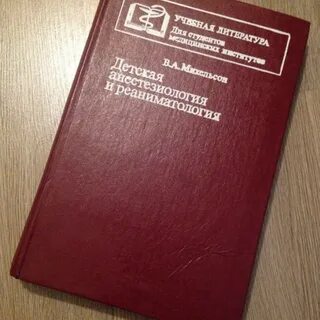 УЧЕБНАЯ ЛИТЕРАТУРА
Для студентов
медицинских институтов
В.А.Михельсон
Детская
анестезиология
и реаниматология